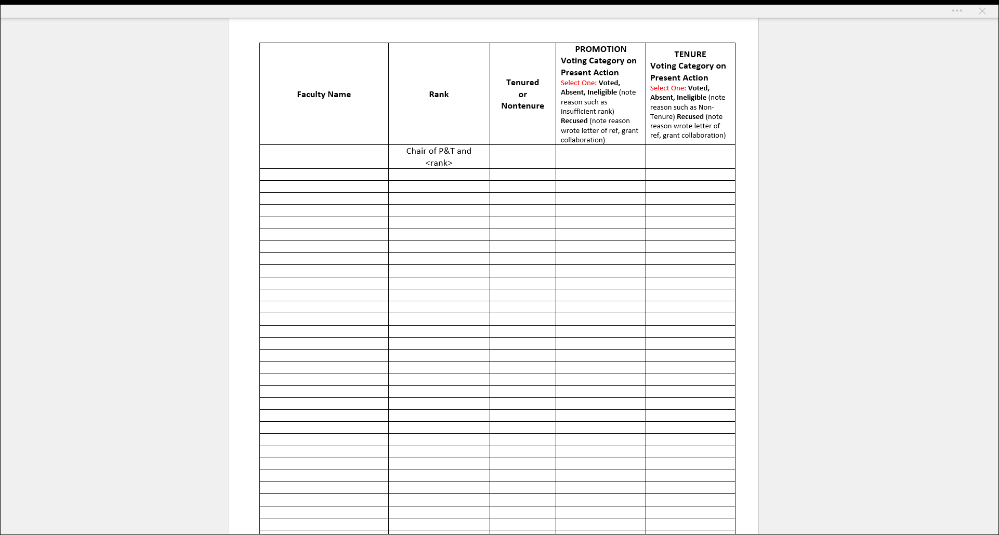 Faculty Name
Rank
Tenured
or
Nontenure
PROMOTION
Voting Category on
Present Action
Select One: Voted,
Absent, Ineligible (note
reason such as
insufficient rank)
Recused (note reason
wrote letter of ref, grant
collaboration)
TENURE
Voting Category on
Present Action
Select One: Voted,
Absent, Ineligible (note
reason such as Non-
Tenure) Recused (note
reason wrote letter of
ref, grant collaboration)
Chair of P&T and
<rank>